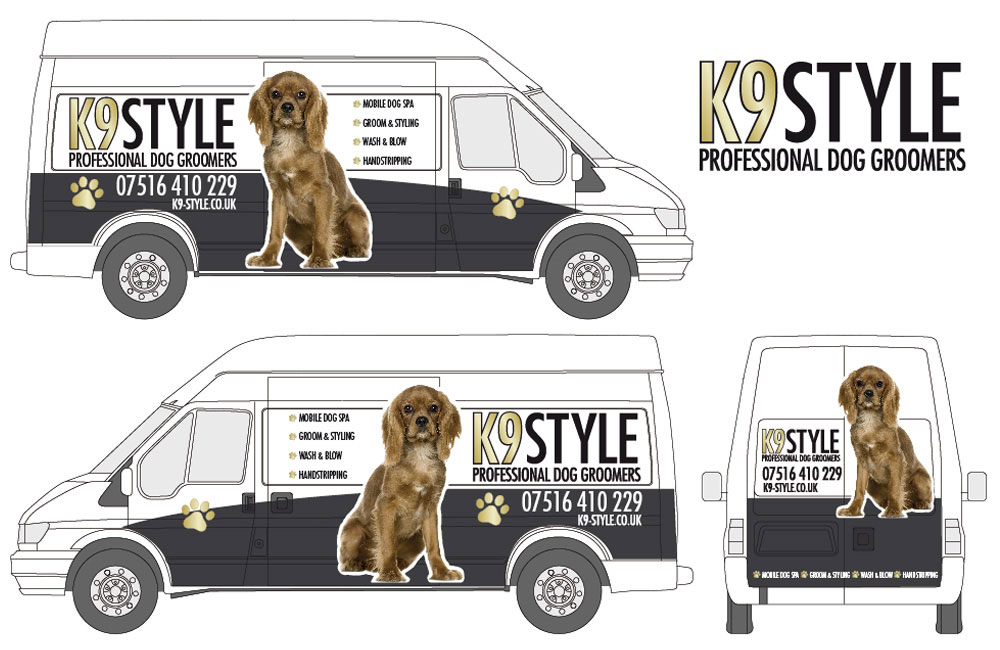 K9STYLE
PROFESSIONAL DOG GROOMERS
07516 410 229
K9-STYLE.CO.UK
MOBILE DOG SPA
GROOM & STYLING
WASH & BLOW
HANDSTRIPPING
K9STYLE
PROFESSIONAL DOG GROOMERS
MOBILE DOG SPA
GROOM & STYLING
WASH & BLOW
HANDSTRIPPING
K9STYLE
PROFESSIONAL DOG GROOMERS
07516 410 229
K9-STYLE.CO.UK
K9STYLE
PROFESSIONAL DOG GROOMERS
07516 410 229
K9-STYLE.CO.UK
MOBILE DOG SPA GROOM & STYLING WASH & BLOW HANDSTRIPPING